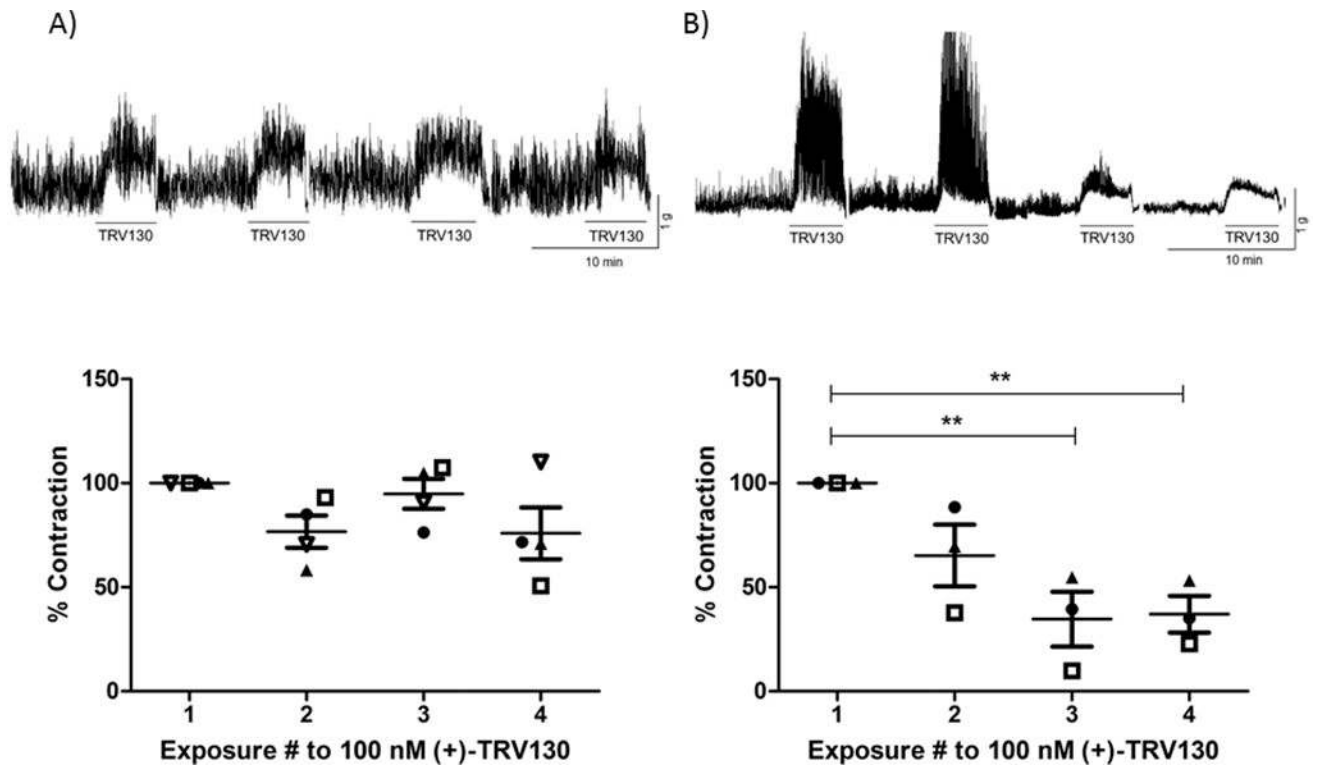 A)
TRV130 TRV130 TRV130 TRV130
1 g
10 min
B)
TRV130 TRV130 TRV130 TRV130
1 g
10 min
150
100
50
0
% Contraction
1 2 3 4
Exposure # to 100 nM (+)-TRV130
**
**
150
100
50
0
% Contraction
1 2 3 4
Exposure # to 100 nM (+)-TRV130